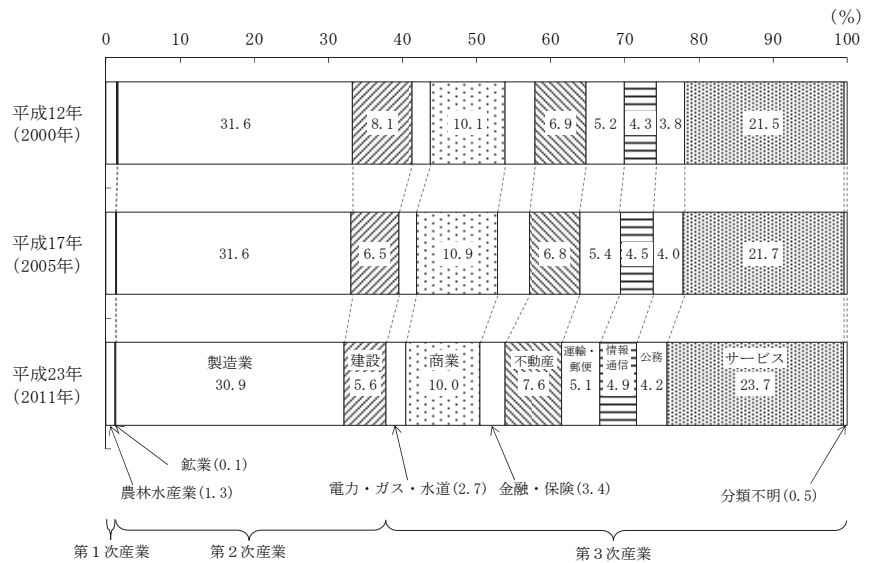 (%)
0 10 20 30 40 50 60 70 80 90 100
平成12年
(2000年)
31.6 8.1 10.1 6.9 5.2 4.3 3.8 21.5
平成17年
(2005年)
31.6 6.5 10.9 6.8 5.4 4.5 4.0 21.7
平成23年
(2011年)
製造業
30.9
建設
5.6
商業
10.0
不動産
7.6
運輸・
郵便
5.1
情報
通信
4.9
公務
4.2
サービス
23.7
鉱業(0.1)
農林水産業(1.3)
電力・ガス・水道(2.7)
金融・保険(3.4)
分類不明(0.5)
第1次産業 第2次産業 第3次産業